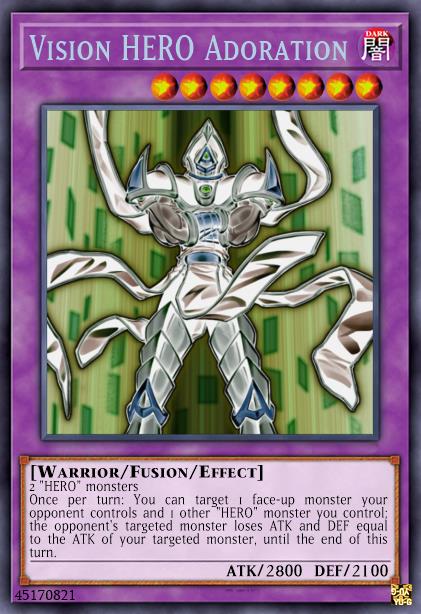 Vision HERO Adoration
DARK
闇
[Warrior/Fusion/Effect]
2 "HERO" monsters
Once per turn: You can target 1 face-up monster your
opponent controls and 1 other "HERO" monster you control;
the opponent's targeted monster loses ATK and DEF equal
to the ATK of your targeted monster, until the end of this
turn.
ATK/2800 DEF/2100
45170821